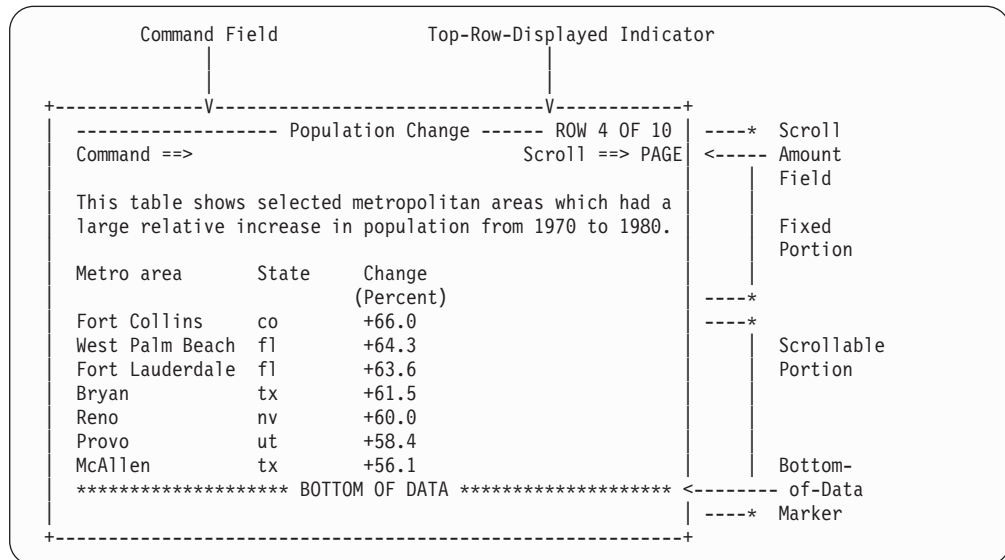 Command Field                 Top-Row-Displayed Indicator
      |                                |
      |                                |
+--------------V-------------------------------V------------+
| ------------------- Population Change ------ ROW 4 OF 10 | ----*  Scroll
| Command ==>                               Scroll ==> PAGE| <----- Amount
|                                                          |     |  Field
| This table shows selected metropolitan areas which had a |     |
| large relative increase in population from 1970 to 1980. |     |  Fixed
|                                                          |     |  Portion
| Metro area       State     Change                        |     |
|                           (Percent)                      | ----*
| Fort Collins     co        +66.0                         | ----*
| West Palm Beach  fl        +64.3                         |     |  Scrollable
| Fort Lauderdale  fl        +63.6                         |     |  Portion
| Bryan            tx        +61.5                         |     |
| Reno             nv        +60.0                         |     |
| Provo            ut        +58.4                         |     |
| McAllen          tx        +56.1                         |     |  Bottom-
| ******************** BOTTOM OF DATA ******************** <-------- of-Data
|                                                          | ----*  Marker
+-----------------------------------------------------------+